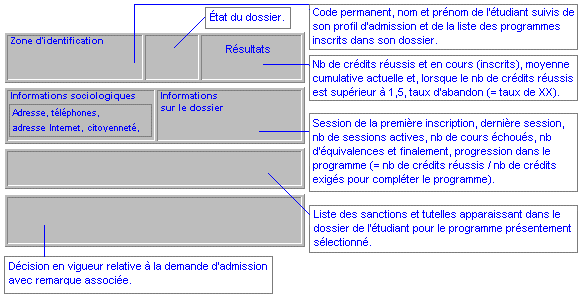 État du dossier.
Code permanent, nom et prénom de l'étudiant suivis de
son profil d'admission et de la liste des programmes
inscrits dans son dossier.
Zone d'identification
Résultats
Nb de crédits réussis et en cours (inscrits), moyenne
cumulative actuelle et, lorsque le nb de crédits réussis
est supérieur à 1,5, taux d'abandon (= taux de XX).
Informations sociologiques
Adresse, téléphones,
adresse Internet, citoyenneté,
Informations
sur le dossier
Session de la première inscription, dernière session,
nb de sessions actives, nb de cours échoués, nb
d'équivalences et finalement, progression dans le
programme (= nb de crédits réussis / nb de crédits
exigés pour compléter le programme).
Liste des sanctions et tutelles apparaissant dans le
dossier de l'étudiant pour le programme présentement
sélectionné.
Décision en vigueur relative à la demande d'admission
avec remarque associée.